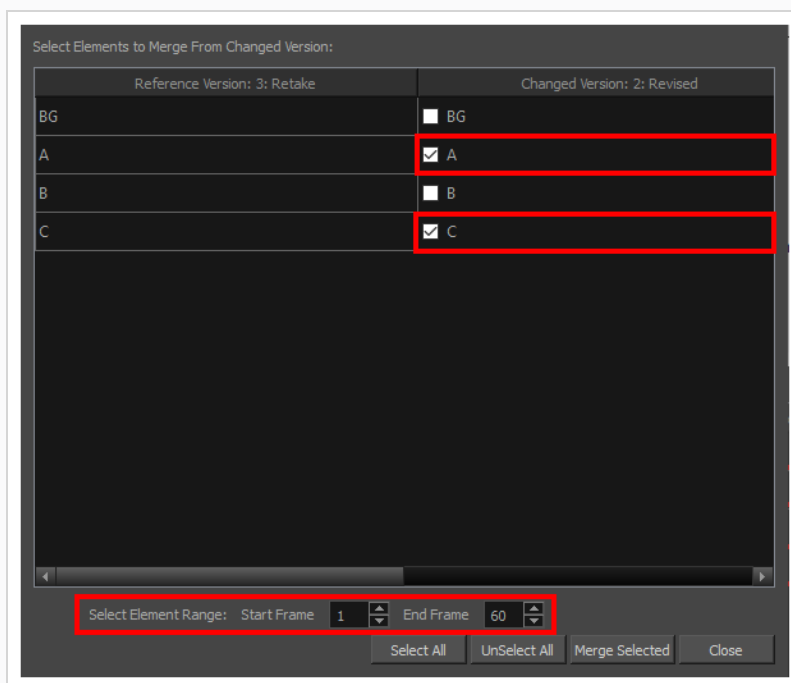 Select Elements to Merge From Changed Version:
Reference Version: 3: Retake Changed Version: 2: Revised
BG BG
A A
B B
C C
Select Element Range: Start Frame 1 End Frame 60
Select All UnSelect All Merge Selected Close